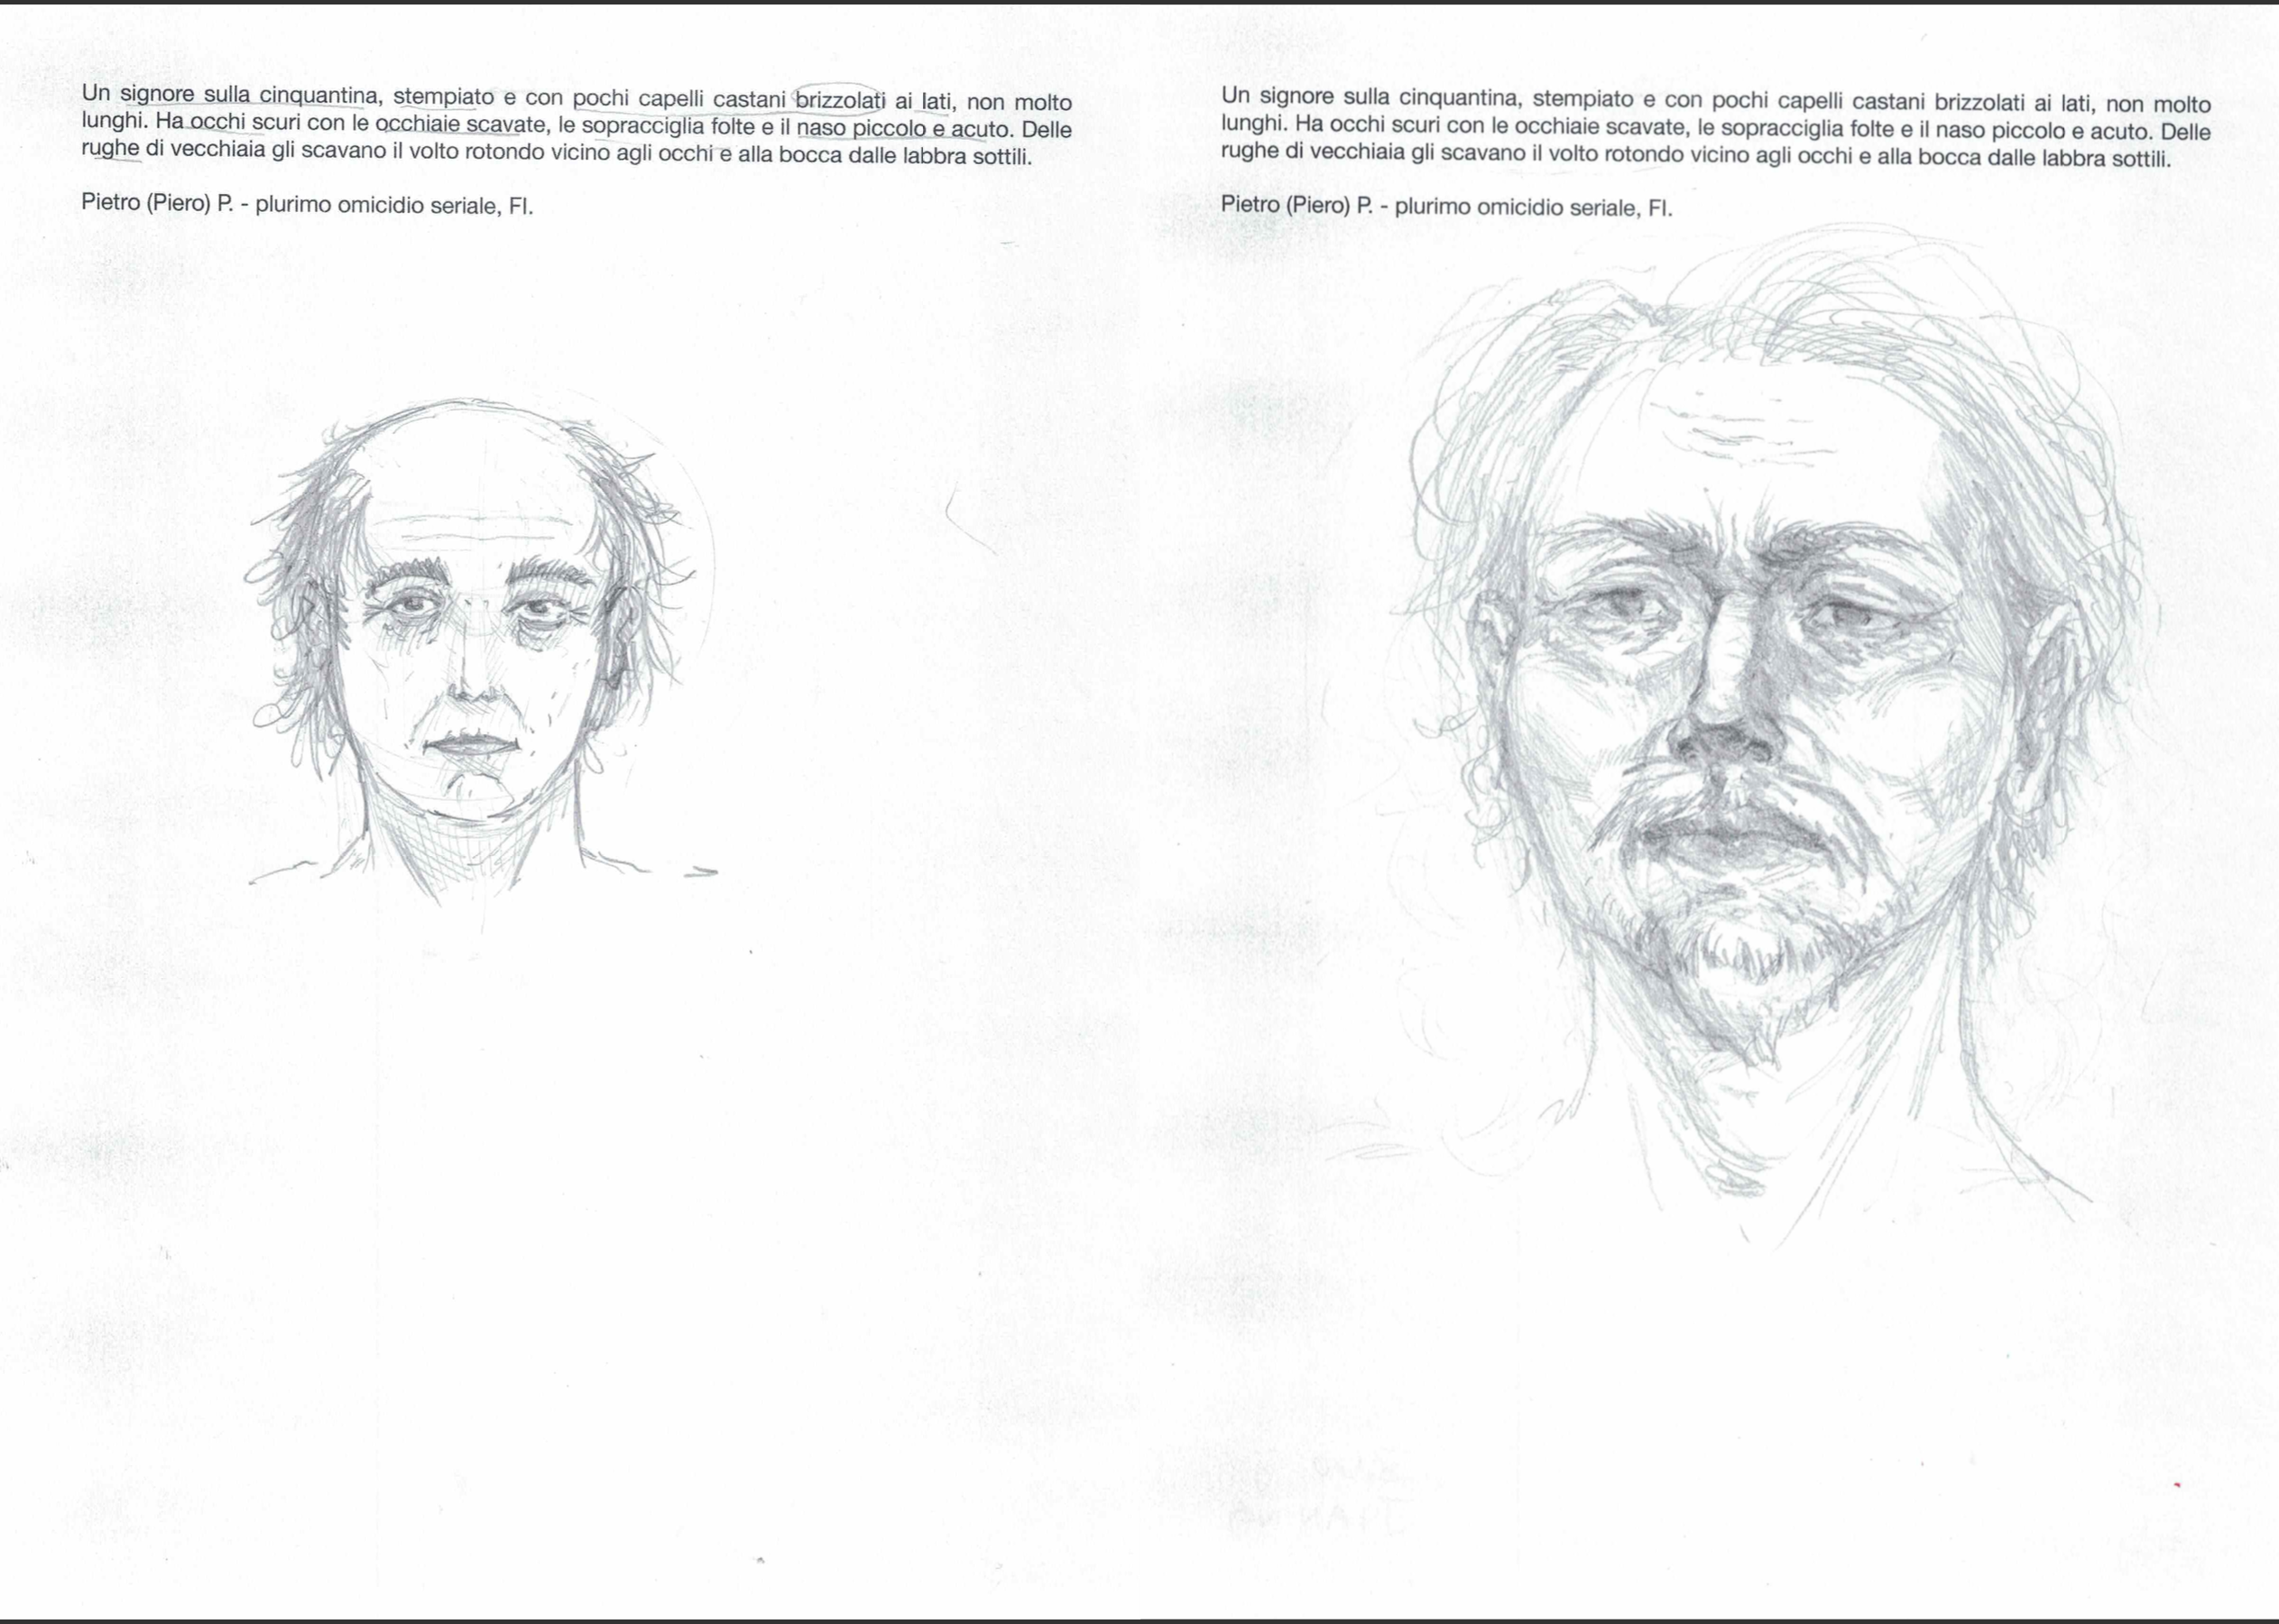 Un signore sulla cinquantina, stempiato e con pochi capelli castani brizzolati ai lati, non molto
lunghi. Ha occhi scuri con le occhiaie scavate, le sopracciglia folte e il naso piccolo e acuto. Delle
rughe di vecchiaia gli scavano il volto rotondo vicino agli occhi e alla bocca dalle labbra sottili.
Pietro (Piero) P. - plurimo omicidio seriale, FI.
Un signore sulla cinquantina, stempiato e con pochi capelli castani brizzolati ai lati, non molto
lunghi. Ha occhi scuri con le occhiaie scavate, le sopracciglia folte e il naso piccolo e acuto. Delle
rughe di vecchiaia gli scavano il volto rotondo vicino agli occhi e alla bocca dalle labbra sottili.
Pietro (Piero) P. - plurimo omicidio seriale, FI.